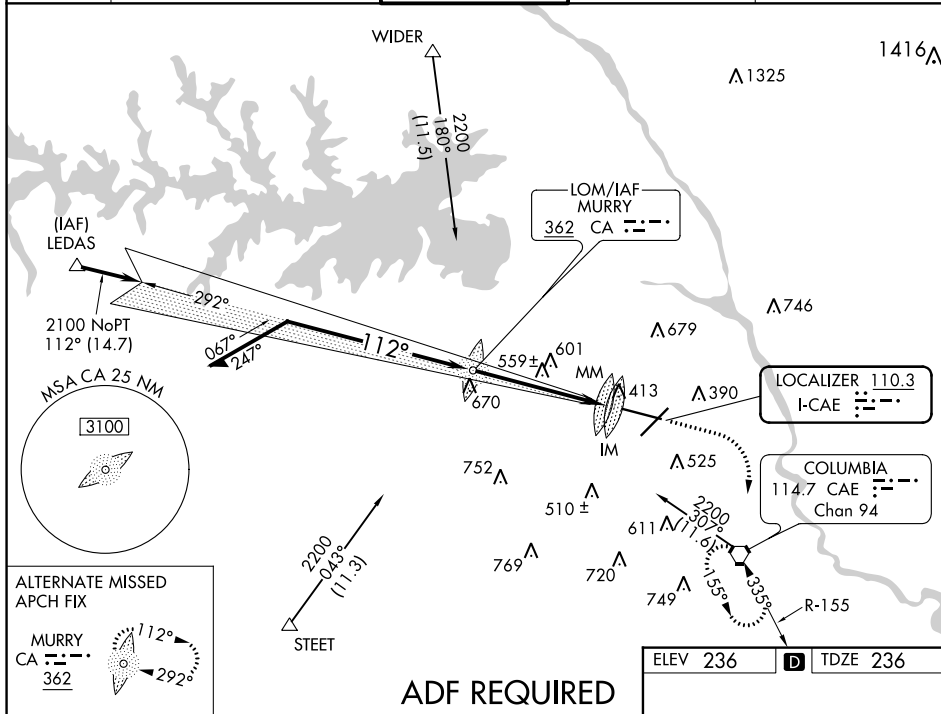 WIDER
1416
1325
2200
180°
(11.5)
LOM/IAF
MURRY
362 CA
(IAF)
LEDAS
292°
2100 NoPT
112° (14.7)
067°
247°
112°
746
679
559±
601
MM
413
390
670
IM
LOCALIZER 110.3
I-CAE
MSA CA 25 NM
3100
752
525
510 ±
COLUMBIA
114.7 CAE
Chan 94
2200
307°
(11.6)
611
2200
043°
(11.3)
769
720
749
155°
335°
R-155
STEET
ALTERNATE MISSED
APCH FIX
MURRY
CA
362
112°
292°
ADF REQUIRED
ELEV 236 D TDZE 236